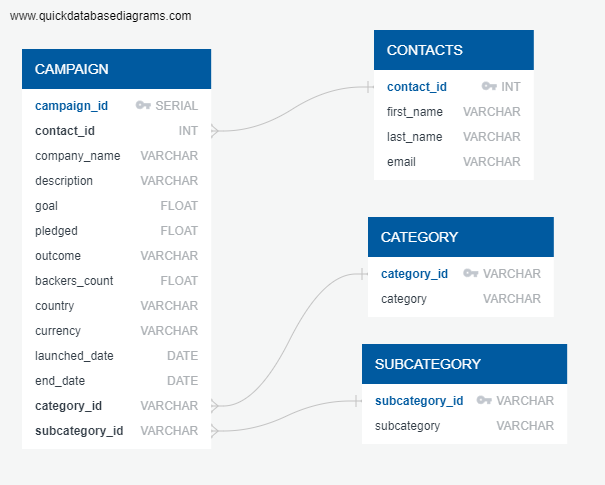 www.quickdatabasediagrams.com
CAMPAIGN
campaign_id SERIAL
contact_id INT
company_name VARCHAR
description VARCHAR
goal FLOAT
pledged FLOAT
outcome VARCHAR
backers_count FLOAT
country VARCHAR
currency VARCHAR
launched_date DATE
end_date DATE
category_id VARCHAR
subcategory_id VARCHAR
CONTACTS
contact_id INT
first_name VARCHAR
last_name VARCHAR
email VARCHAR
CATEGORY
category_id VARCHAR
category VARCHAR
SUBCATEGORY
subcategory_id VARCHAR
subcategory VARCHAR